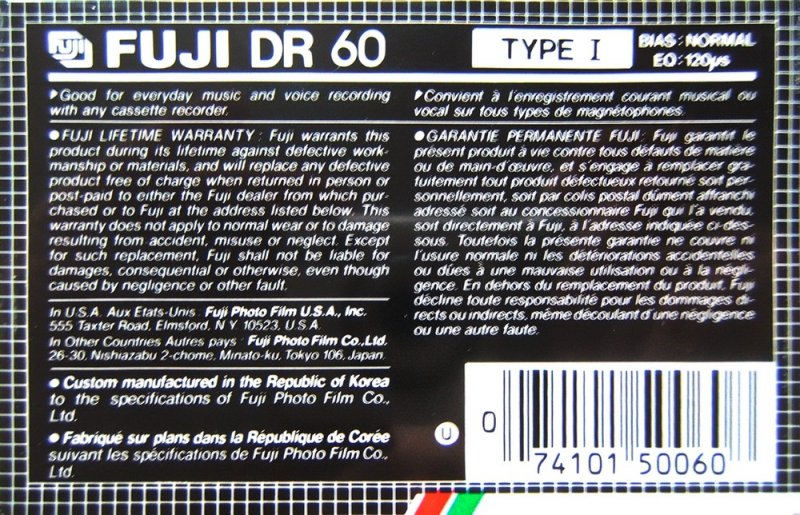 FUJI FUJI DR 60
TYPE I
BIAS: NORMAL
EQ: 120µs
▶Good for everyday music and voice recording
with any cassette recorder.
●FUJI LIFETIME WARRANTY: Fuji warrants this
product during its lifetime against defective work-
manship or materials, and will replace any defective
product free of charge when returned in person or
post-paid to either the Fuji dealer from which pur-
chased or to Fuji at the address listed below. This
warranty does not apply to normal wear or to damage
resulting from accident, misuse or neglect. Except
for such replacement, Fuji shall not be liable for
damages, consequential or otherwise, even though
caused by negligence or other fault.
In U.S.A. Aux Etats-Unis: Fuji Photo Film U.S.A., Inc.
555 Taxter Road, Elmsford, N.Y. 10523, U.S.A.
In Other Countries Autres pays: Fuji Photo Film Co., Ltd.
26-30, Nishiazabu 2-chome, Minato-ku, Tokyo 106, Japan.
●Custom manufactured in the Republic of Korea
to the specifications of Fuji Photo Film Co.,
Ltd.
●Fabriqué sur plans dans la République de Corée
suivant les spécifications de Fuji Photo Film Co.,
Ltd.
▶Convient à l'enregistrement courant musical ou
vocal sur tous types de magnétophones.
●GARANTIE PERMANENTE FUJI: Fuji garantit le
présent produit à vie contre tous défauts de matière
ou de main-d'œuvre, et s'engage à remplacer gra-
tuitement tout produit défectueux retourné soit per-
sonnellement, soit par colis postal dûment affranchi
adressé soit au concessionnaire Fuji qui l'a vendu,
soit directement à Fuji, à l'adresse indiquée ci-des-
sous. Toutefois la présente garantie ne couvre ni
l'usure normale ni les détériorations accidentelles
ou dûes à une mauvaise utilisation ou à la négli-
gence. En dehors du remplacement du produit, Fuji
décline toute responsabilité pour les dommages di-
rects ou indirects, même découlant d'une négligence
ou une autre faute.
U
0 74101 50060